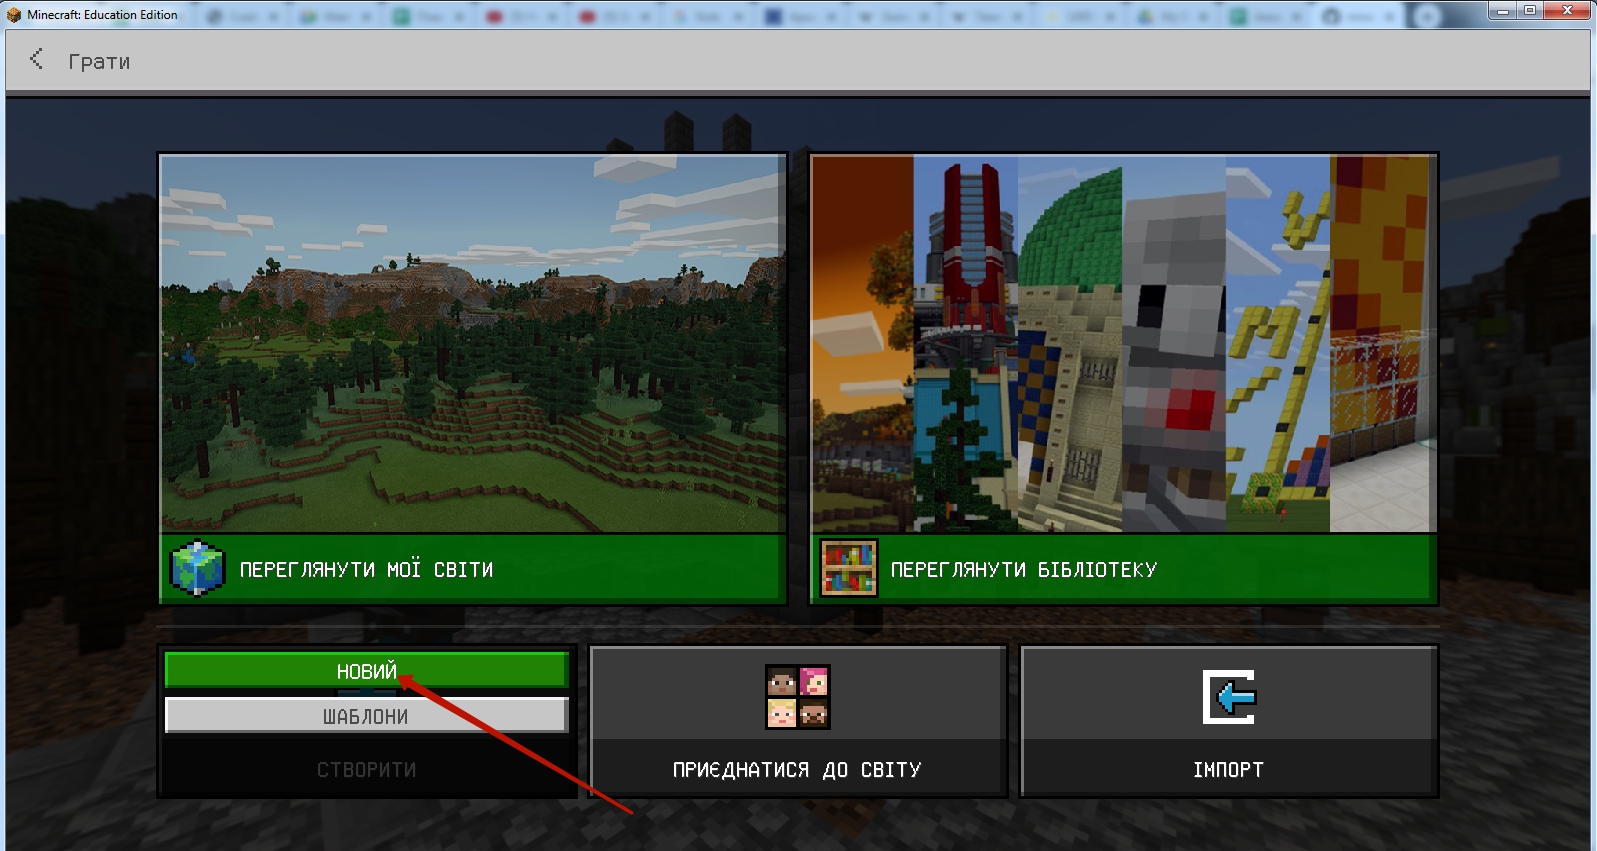 Minecraft: Education Edition
Грати
ПЕРЕГЛЯНУТИ МОЇ СВІТИ
ПЕРЕГЛЯНУТИ БІБЛІОТЕКУ
НОВИЙ
ШАБЛОНИ
СТВОРИТИ
ПРИЄДНАТИСЯ ДО СВІТУ
ІМПОРТ